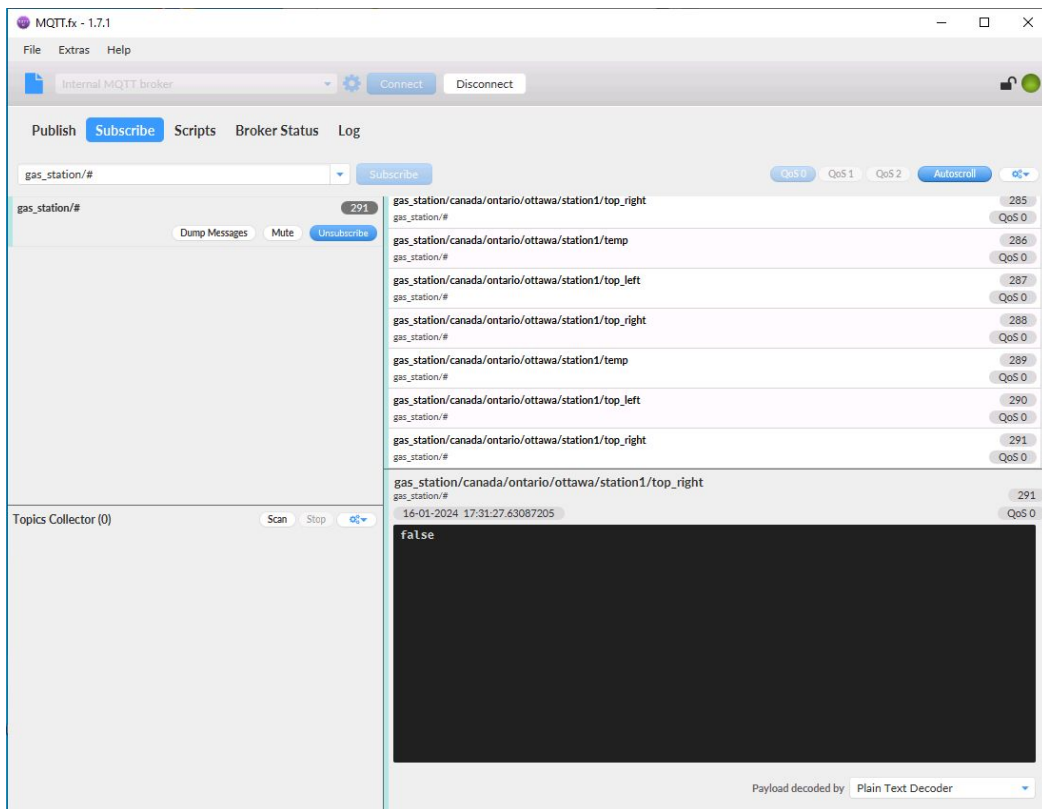 MQTT.fx - 1.7.1
File Extras Help
Internal MQTT broker Connect Disconnect
Publish Subscribe Scripts Broker Status Log
gas_station/# Subscribe QoS 0 QoS 1 QoS 2 Autoscroll
gas_station/# 291
Dump Messages Mute Unsubscribe
gas_station/canada/ontario/ottawa/station1/top_right 285
gas_station/# QoS 0
gas_station/canada/ontario/ottawa/station1/temp 286
gas_station/# QoS 0
gas_station/canada/ontario/ottawa/station1/top_left 287
gas_station/# QoS 0
gas_station/canada/ontario/ottawa/station1/top_right 288
gas_station/# QoS 0
gas_station/canada/ontario/ottawa/station1/temp 289
gas_station/# QoS 0
gas_station/canada/ontario/ottawa/station1/top_left 290
gas_station/# QoS 0
gas_station/canada/ontario/ottawa/station1/top_right 291
gas_station/# QoS 0
Topics Collector (0) Scan Stop
gas_station/canada/ontario/ottawa/station1/top_right
gas_station/# 291
16-01-2024 17:31:27.63087205 QoS 0
false
Payload decoded by Plain Text Decoder